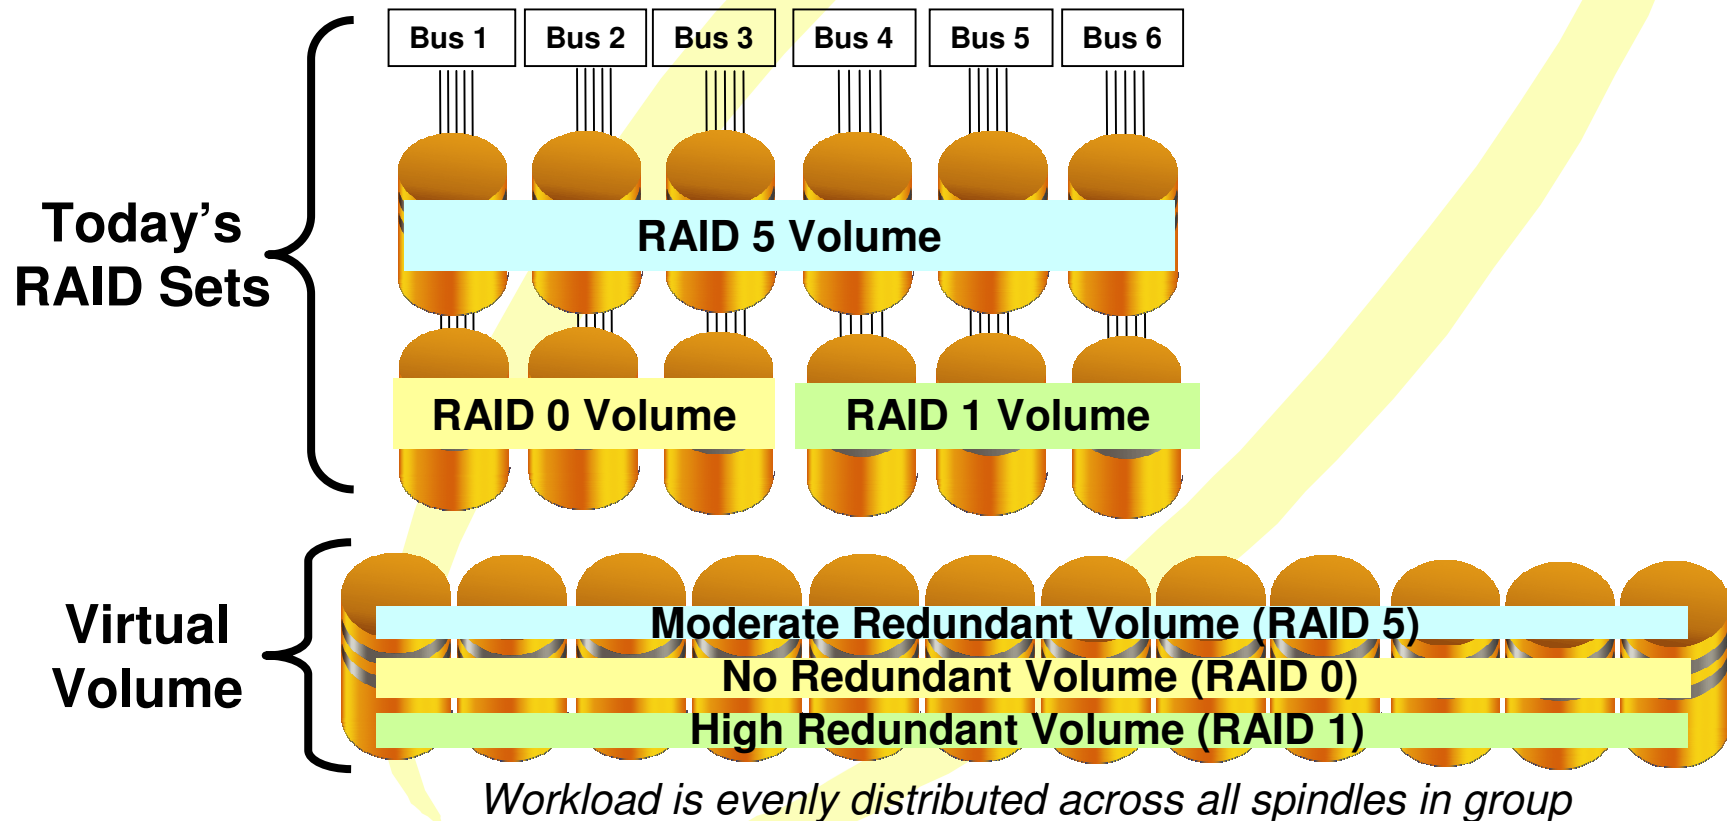 Bus 1 Bus 2 Bus 3 Bus 4 Bus 5 Bus 6
Today's
RAID Sets
RAID 5 Volume
RAID 0 Volume RAID 1 Volume
Virtual
Volume
Moderate Redundant Volume (RAID 5)
No Redundant Volume (RAID 0)
High Redundant Volume (RAID 1)
Workload is evenly distributed across all spindles in group